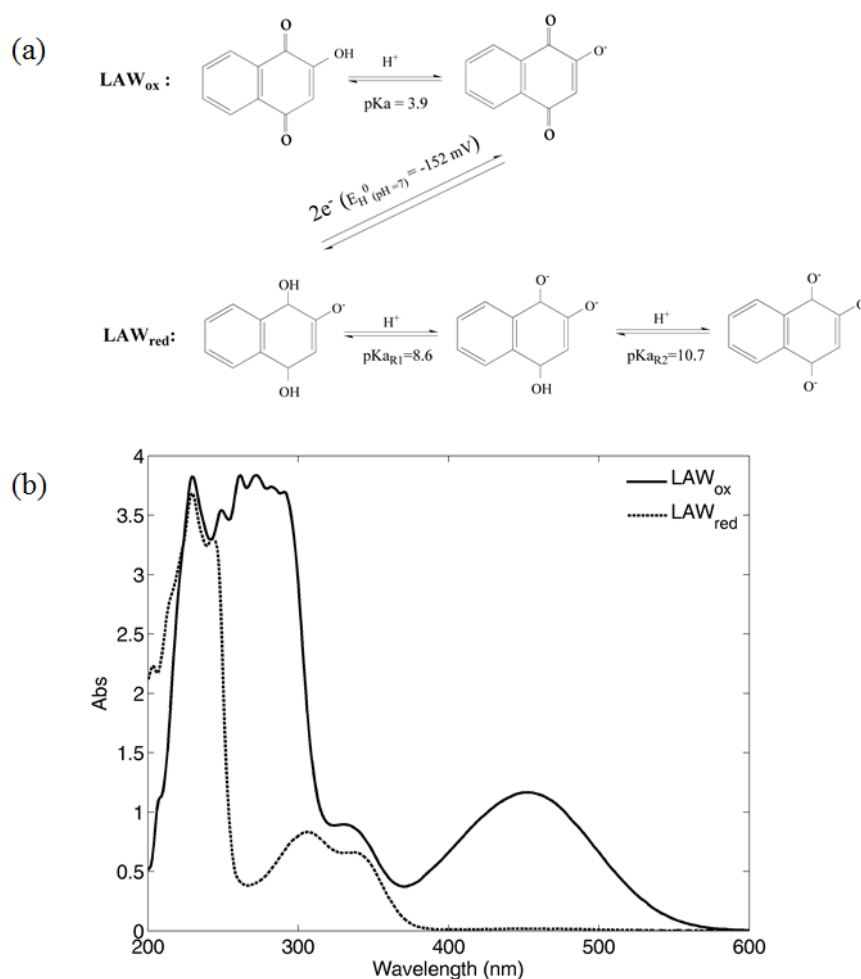 (a)
O
OH
O
LAWox :
H+
pKa = 3.9
O
O-
O
2e- (EH0 (pH =7) = -152 mV)
OH
O-
OH
LAWred:
H+
pKaR1=8.6
O-
O-
OH
H+
pKaR2=10.7
O-
O
O-
(b)
LAWox
LAWred
4
3.5
3
2.5
2
1.5
1
0.5
0
Abs
200 300 400 500 600
Wavelength (nm)